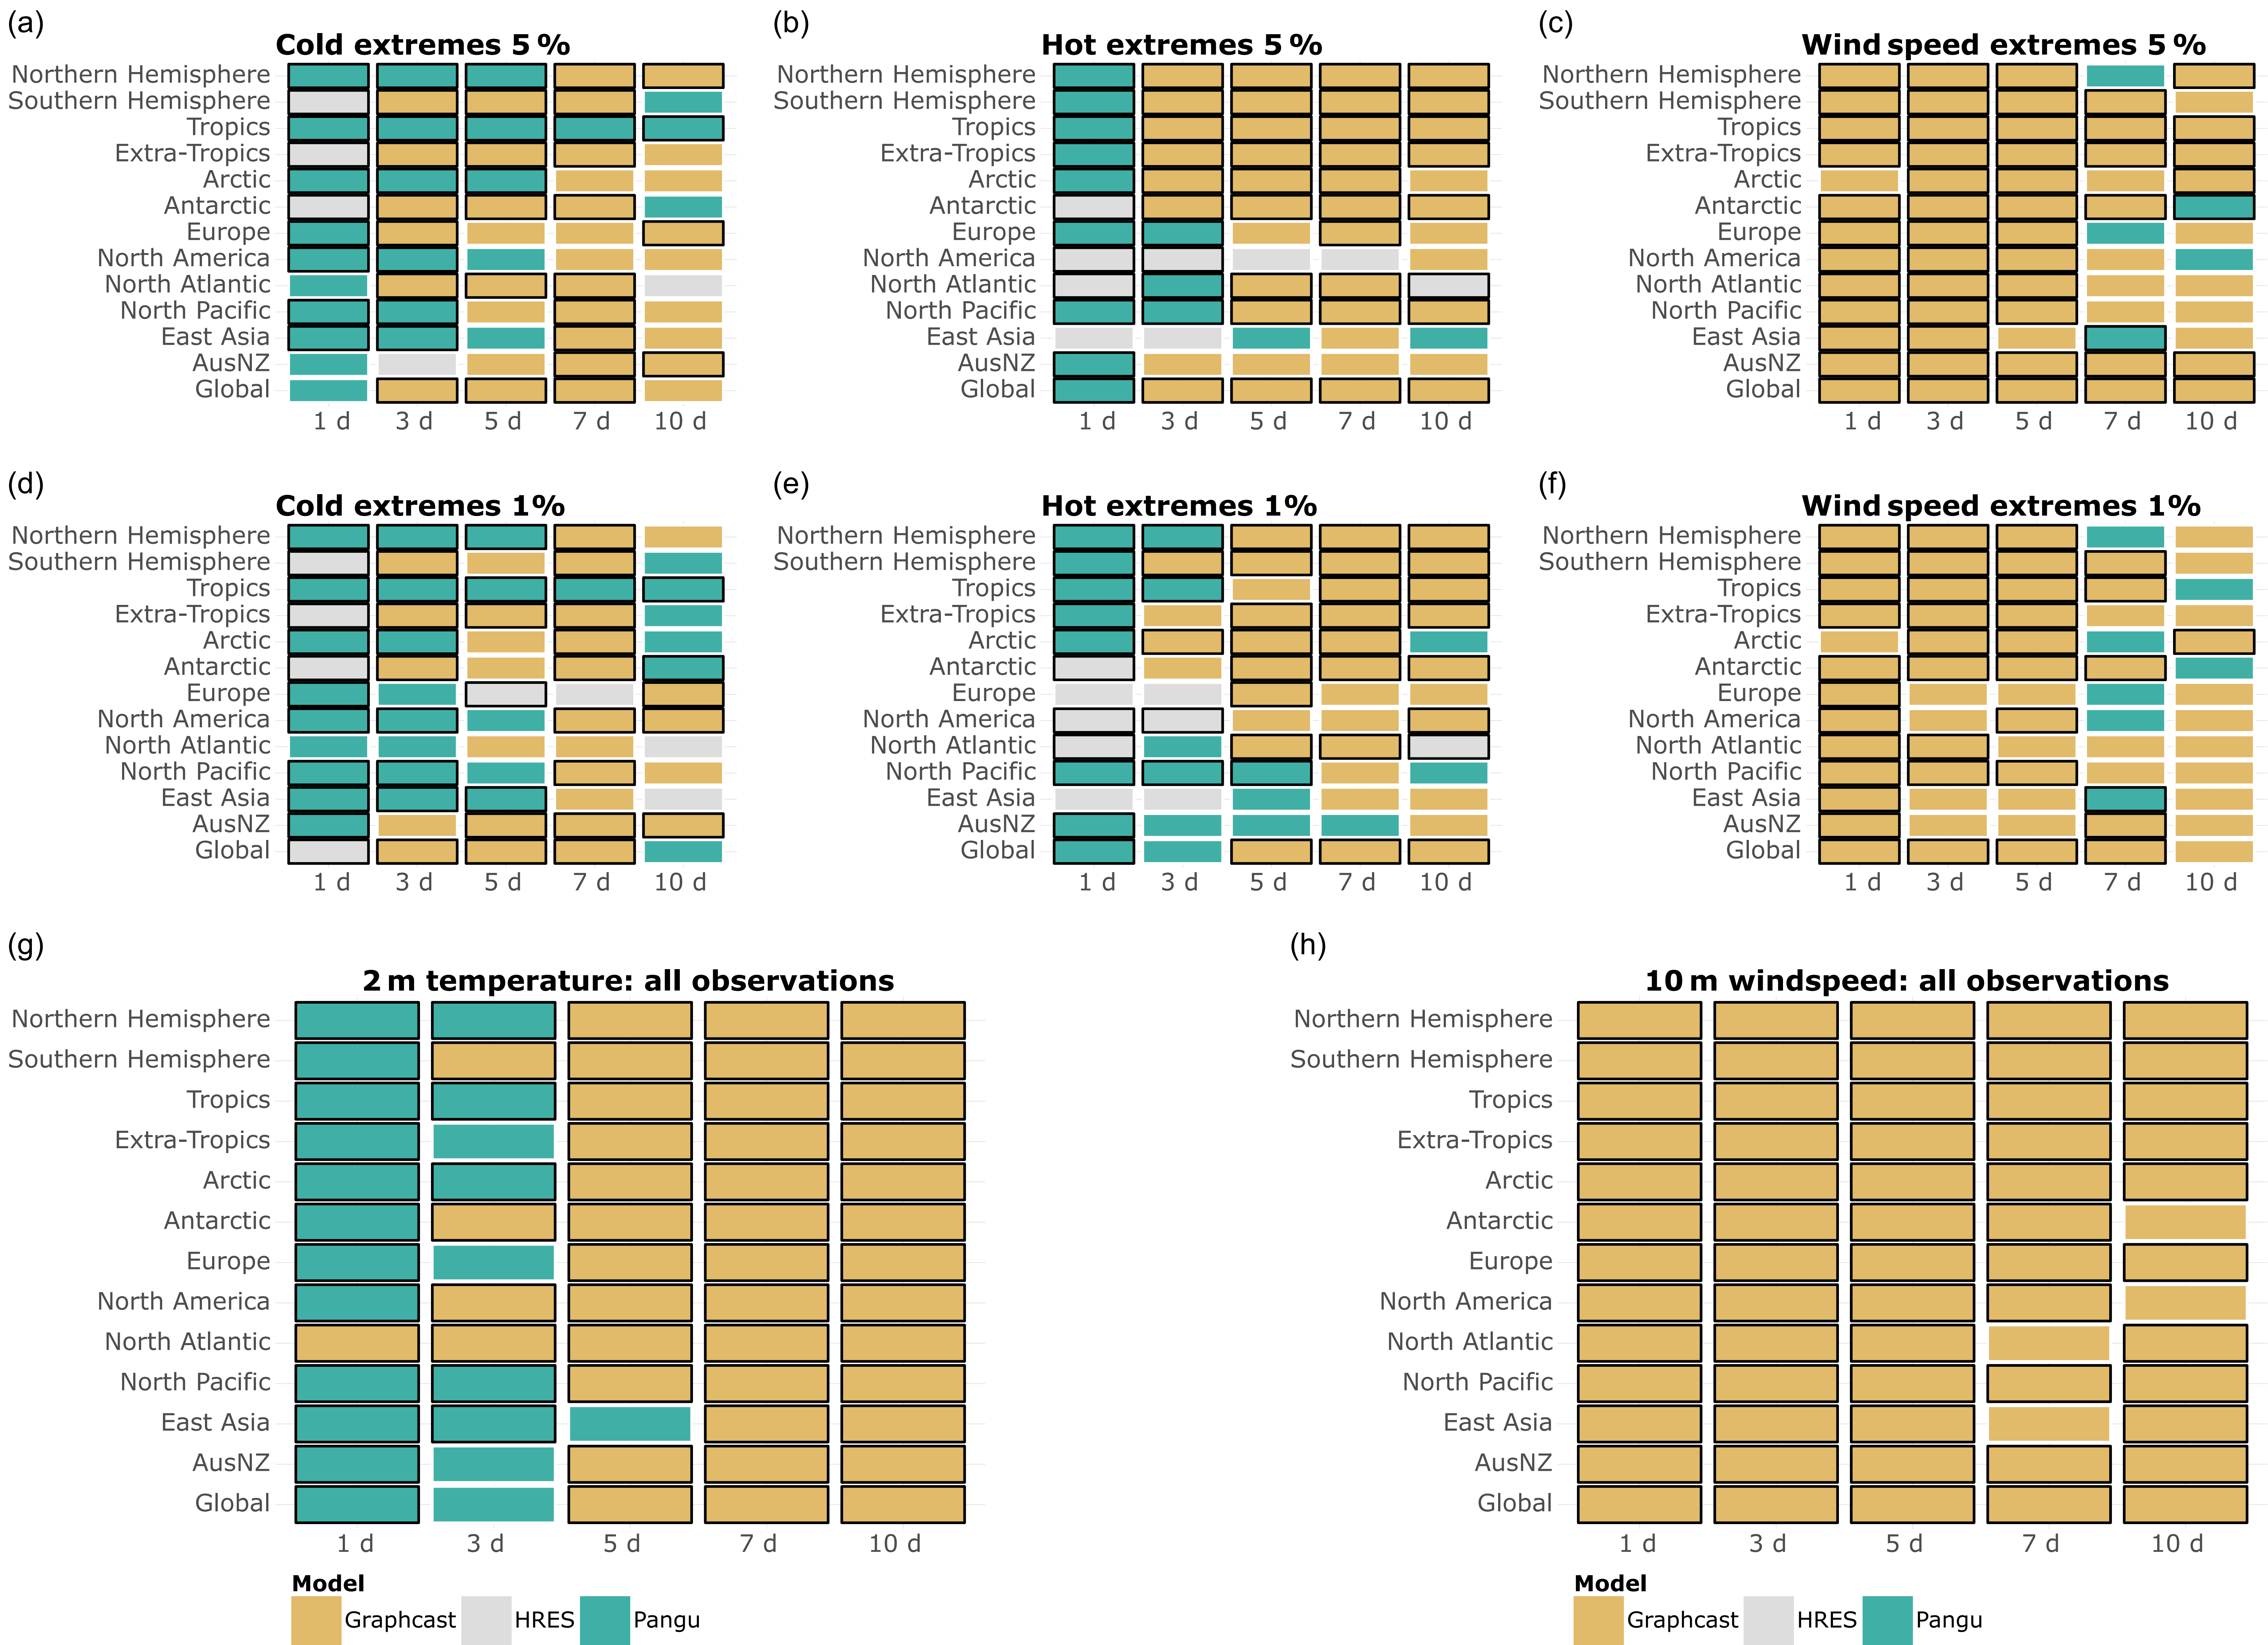 (a)
Cold extremes 5 %
Northern Hemisphere
Southern Hemisphere
Tropics
Extra-Tropics
Arctic
Antarctic
Europe
North America
North Atlantic
North Pacific
East Asia
AusNZ
Global
1 d 3 d 5 d 7 d 10 d
(b)
Hot extremes 5 %
Northern Hemisphere
Southern Hemisphere
Tropics
Extra-Tropics
Arctic
Antarctic
Europe
North America
North Atlantic
North Pacific
East Asia
AusNZ
Global
1 d 3 d 5 d 7 d 10 d
(c)
Wind speed extremes 5 %
Northern Hemisphere
Southern Hemisphere
Tropics
Extra-Tropics
Arctic
Antarctic
Europe
North America
North Atlantic
North Pacific
East Asia
AusNZ
Global
1 d 3 d 5 d 7 d 10 d
(d)
Cold extremes 1%
Northern Hemisphere
Southern Hemisphere
Tropics
Extra-Tropics
Arctic
Antarctic
Europe
North America
North Atlantic
North Pacific
East Asia
AusNZ
Global
1 d 3 d 5 d 7 d 10 d
(e)
Hot extremes 1%
Northern Hemisphere
Southern Hemisphere
Tropics
Extra-Tropics
Arctic
Antarctic
Europe
North America
North Atlantic
North Pacific
East Asia
AusNZ
Global
1 d 3 d 5 d 7 d 10 d
(f)
Wind speed extremes 1%
Northern Hemisphere
Southern Hemisphere
Tropics
Extra-Tropics
Arctic
Antarctic
Europe
North America
North Atlantic
North Pacific
East Asia
AusNZ
Global
1 d 3 d 5 d 7 d 10 d
(g)
2 m temperature: all observations
Northern Hemisphere
Southern Hemisphere
Tropics
Extra-Tropics
Arctic
Antarctic
Europe
North America
North Atlantic
North Pacific
East Asia
AusNZ
Global
1 d 3 d 5 d 7 d 10 d
Model
Graphcast HRES Pangu
(h)
10 m windspeed: all observations
Northern Hemisphere
Southern Hemisphere
Tropics
Extra-Tropics
Arctic
Antarctic
Europe
North America
North Atlantic
North Pacific
East Asia
AusNZ
Global
1 d 3 d 5 d 7 d 10 d
Model
Graphcast HRES Pangu